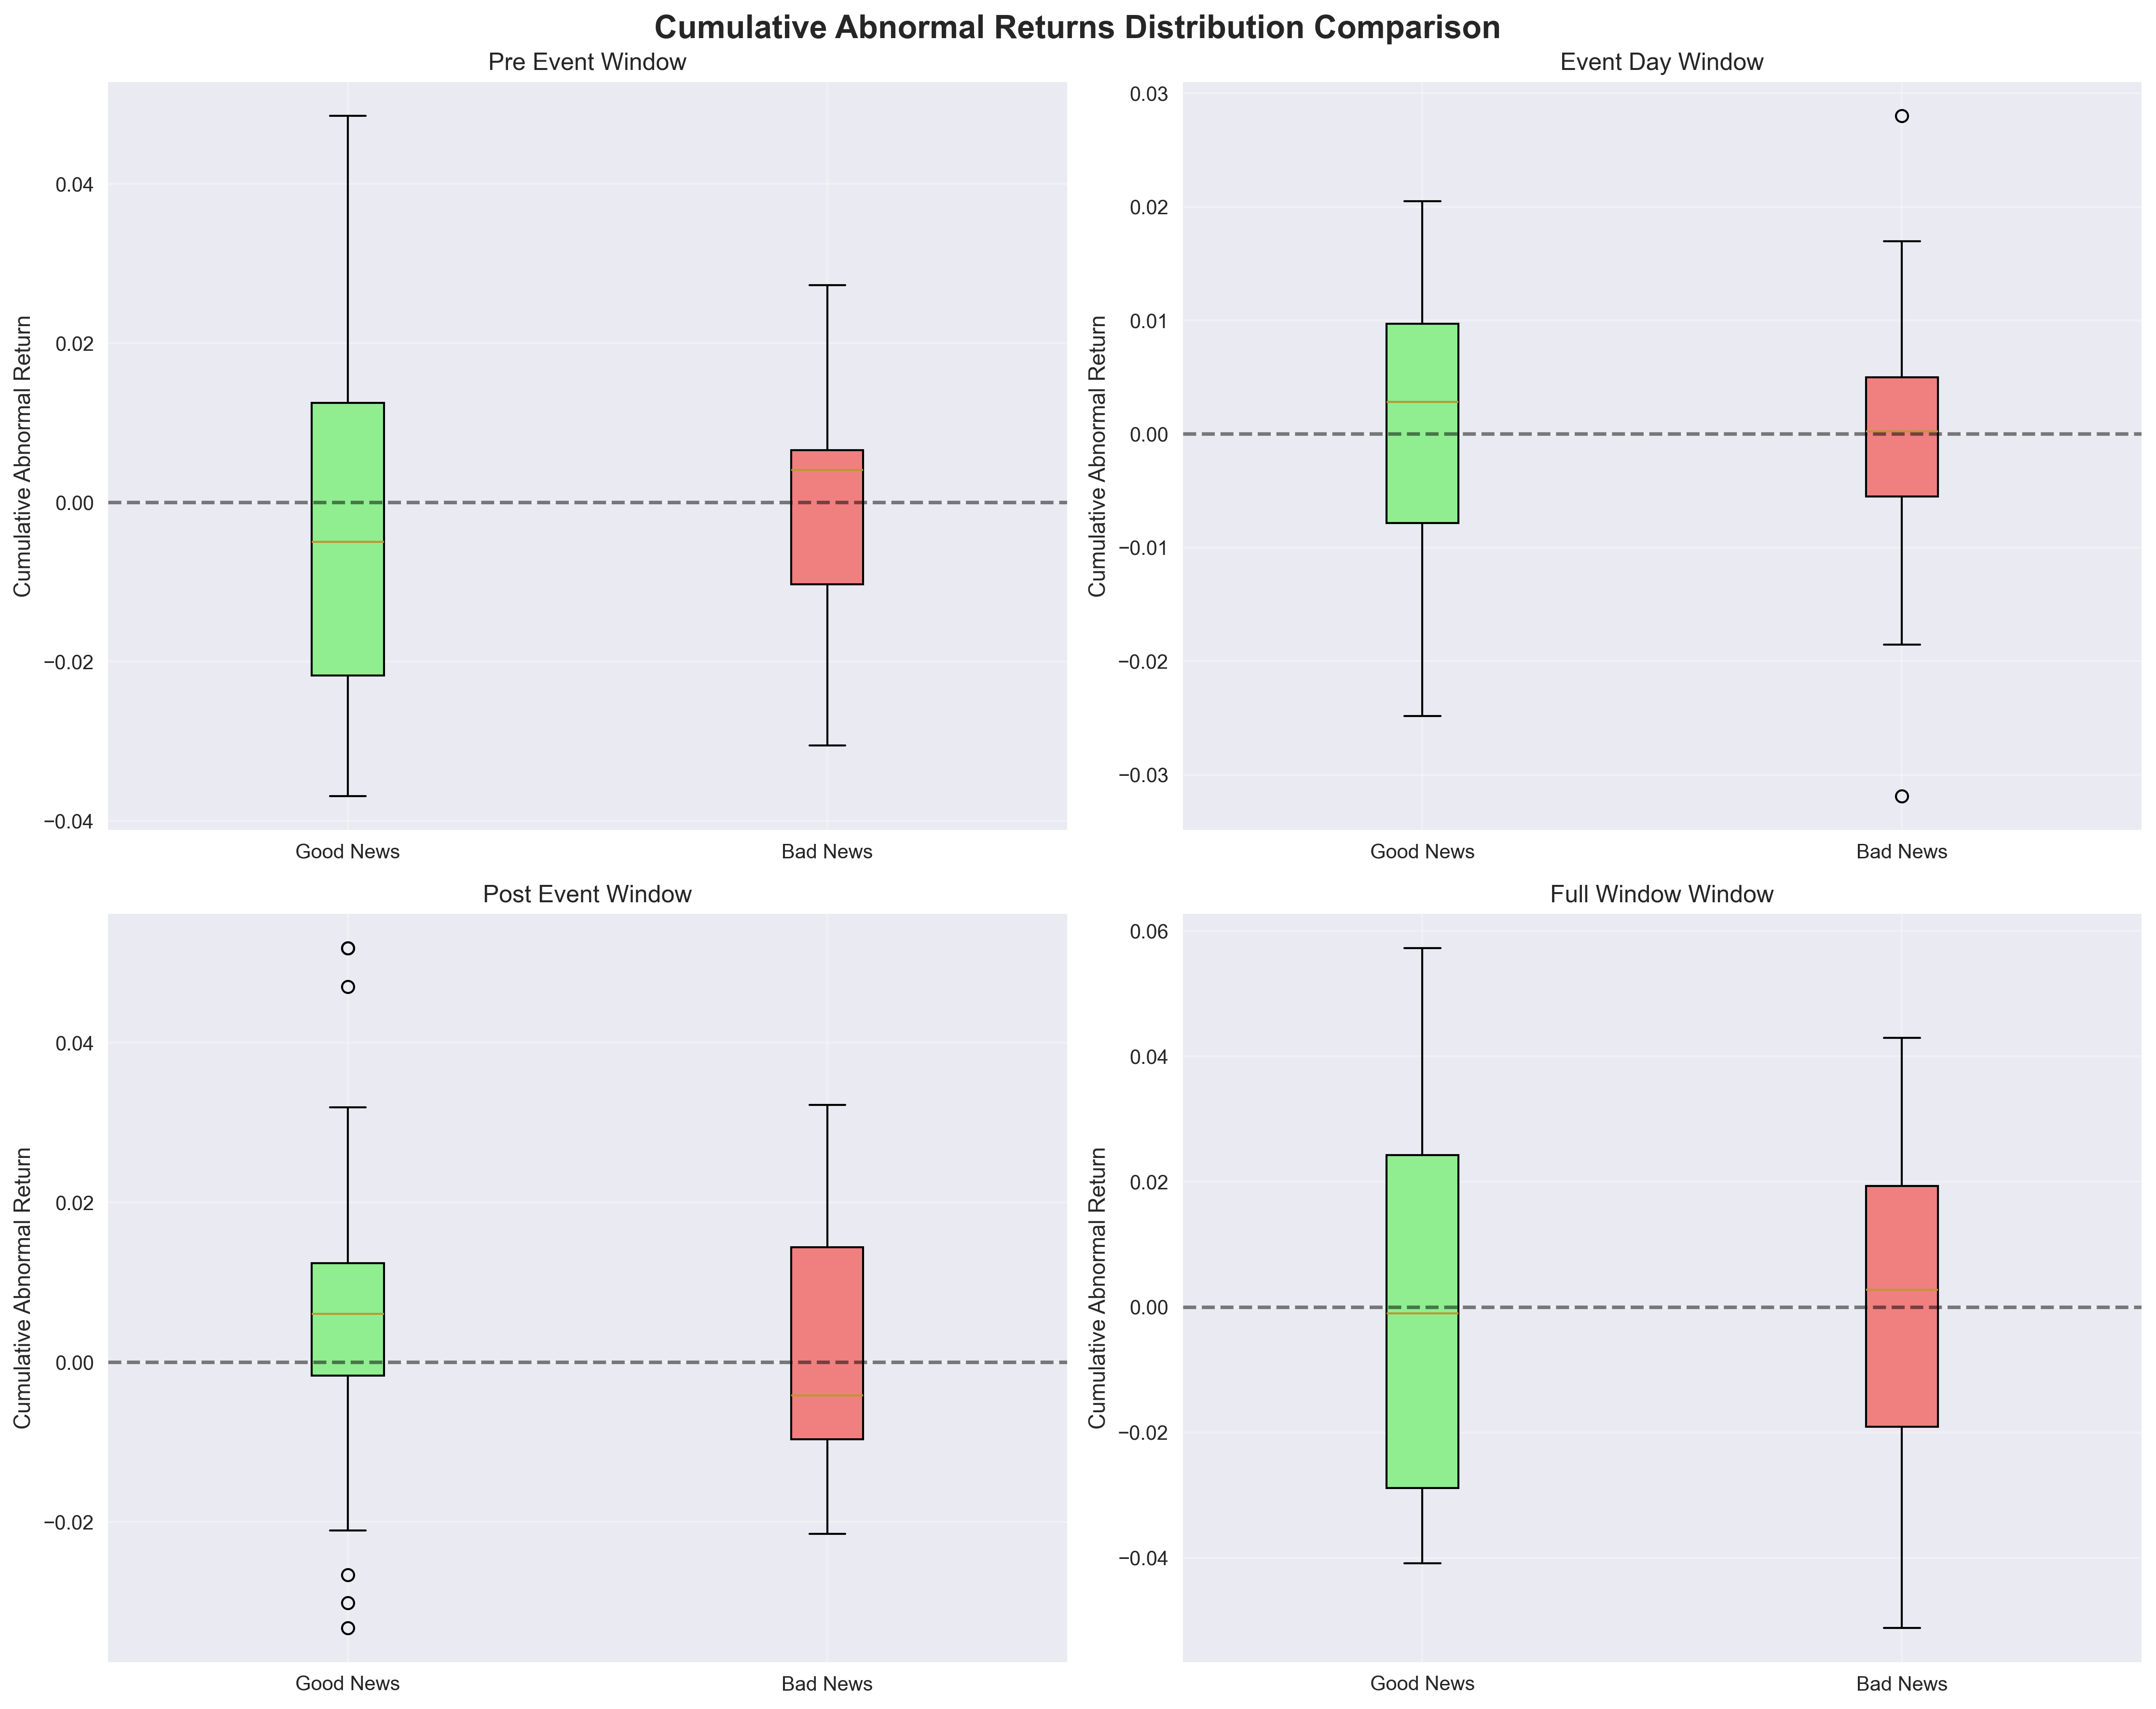 Cumulative Abnormal Returns Distribution Comparison
Pre Event Window
Cumulative Abnormal Return
0.04
0.02
0.00
−0.02
−0.04
Good News
Bad News
Event Day Window
Cumulative Abnormal Return
0.03
0.02
0.01
0.00
−0.01
−0.02
−0.03
Good News
Bad News
Post Event Window
Cumulative Abnormal Return
0.04
0.02
0.00
−0.02
Good News
Bad News
Full Window Window
Cumulative Abnormal Return
0.06
0.04
0.02
0.00
−0.02
−0.04
Good News
Bad News